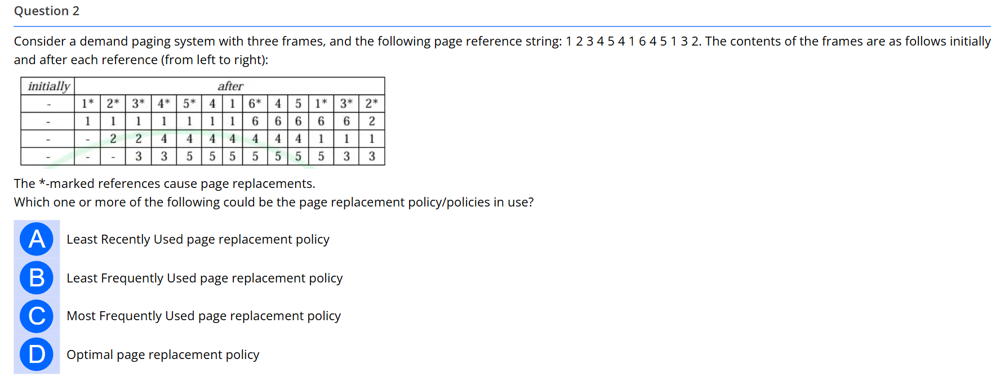 Question 2
Consider a demand paging system with three frames, and the following page reference string: 1 2 3 4 5 4 1 6 4 5 1 3 2. The contents of the frames are as follows initially
and after each reference (from left to right):
initially after
- 1* 2* 3* 4* 5* 4 1 6* 4 5 1* 3* 2*
- 1 1 1 1 1 1 1 6 6 6 6 6 2
- - 2 2 4 4 4 4 4 4 4 1 1 1
- - - 3 3 5 5 5 5 5 5 5 3 3
The *-marked references cause page replacements.
Which one or more of the following could be the page replacement policy/policies in use?
A Least Recently Used page replacement policy
B Least Frequently Used page replacement policy
C Most Frequently Used page replacement policy
D Optimal page replacement policy